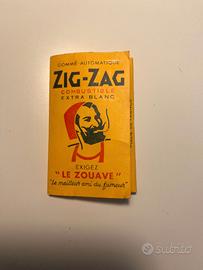 GOMMÉ-AUTOMATIQUE
ZIG-ZAG
COMBUSTIBLE
EXTRA BLANC
EXIGEZ
"LE ZOUAVE"
"Le meilleur ami du fumeur"
subito